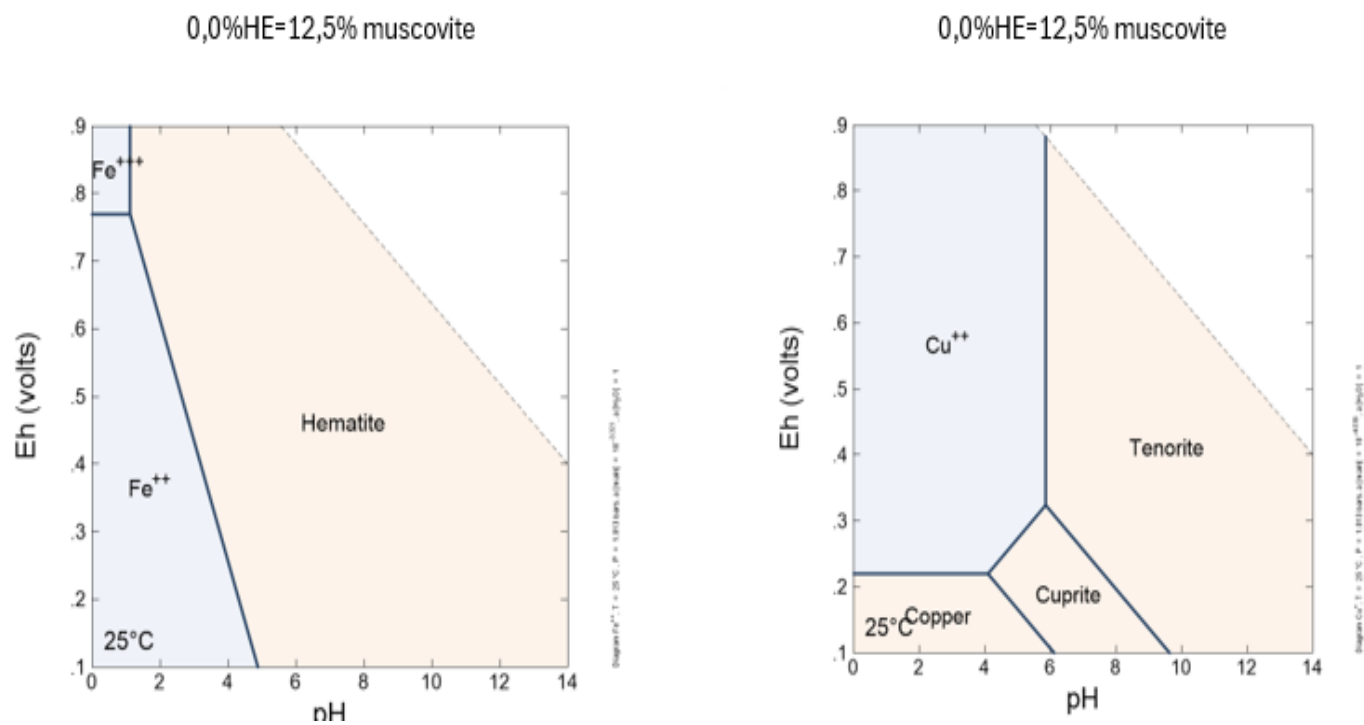 0,0%HE=12,5% muscovite
.9
.8
.7
.6
.5
.4
.3
.2
.1
Eh (volts)
Fe+++
Fe++
Hematite
25°C
0 2 4 6 8 10 12 14
pH
0,0%HE=12,5% muscovite
.9
.8
.7
.6
.5
.4
.3
.2
.1
Eh (volts)
Cu++
Tenorite
Cuprite
Copper
25°C
0 2 4 6 8 10 12 14
pH